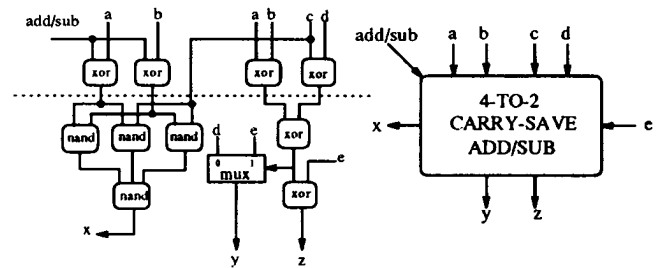 add/sub a b a b c d
xor xor xor xor
nand nand nand xor
d e e
0 1
mux xor
nand
x
y z
add/sub a b c d
4-TO-2
x CARRY-SAVE e
ADD/SUB
y z